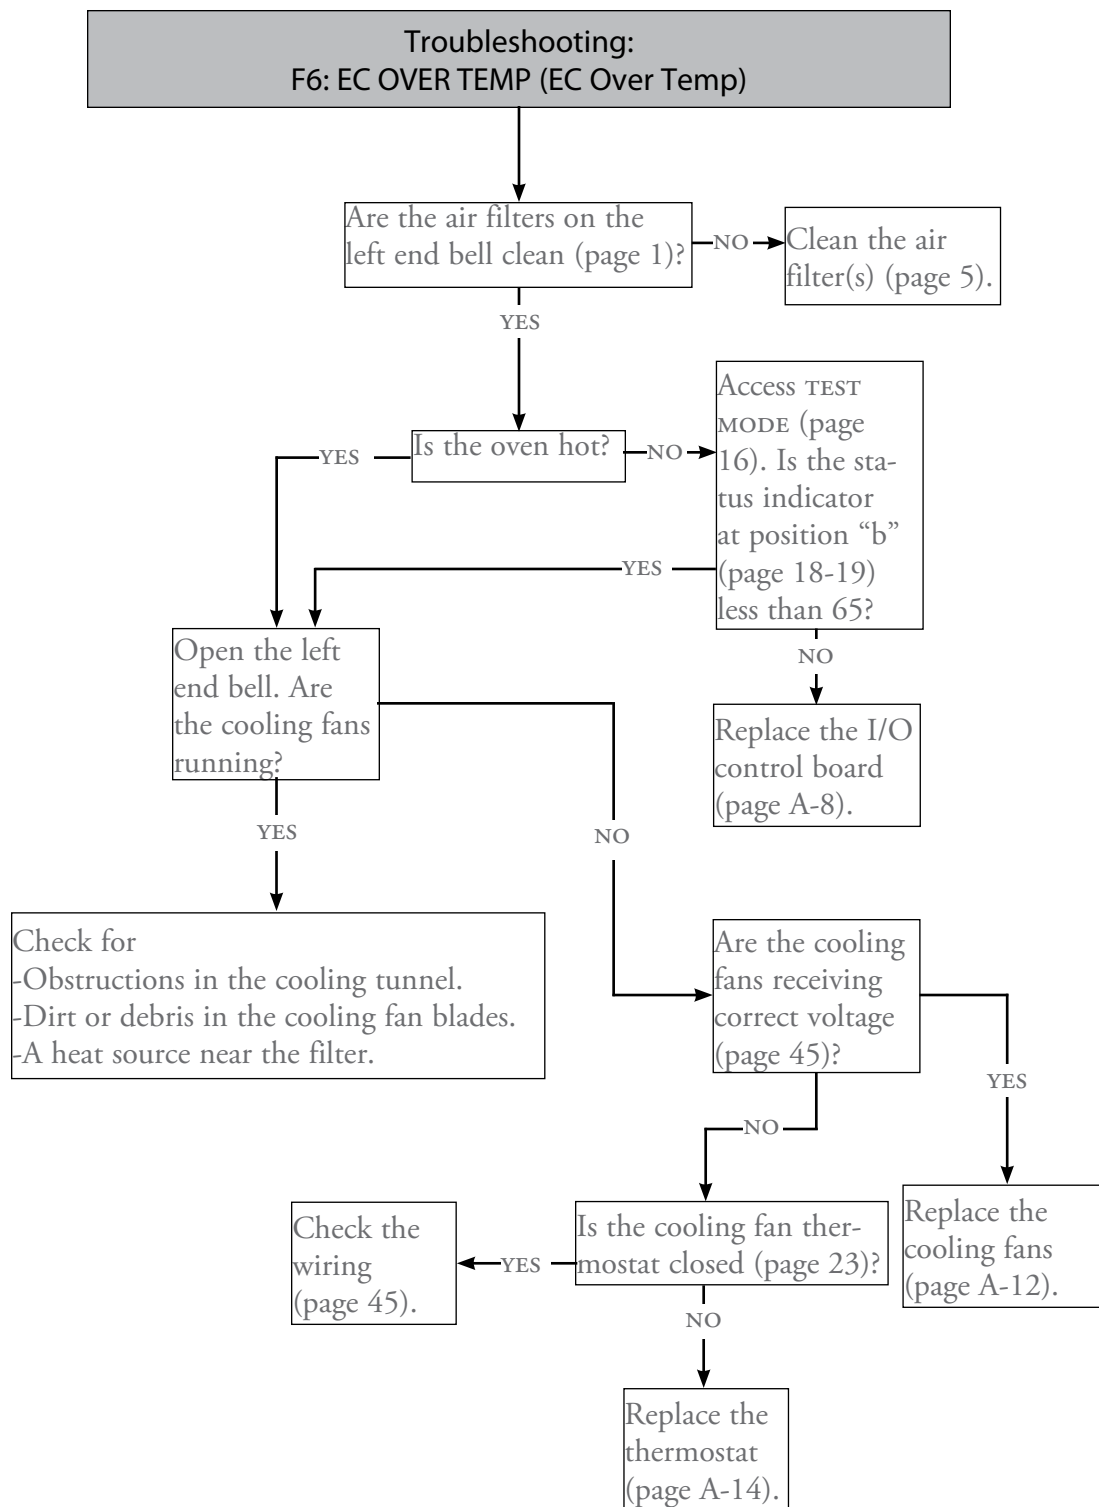 Troubleshooting:
F6: EC OVER TEMP (EC Over Temp)
Are the air filters on the
left end bell clean (page 1)?
NO
Clean the air
filter(s) (page 5).
YES
Is the oven hot?
YES
NO
Access TEST
MODE (page
16). Is the sta-
tus indicator
at position “b”
(page 18-19)
less than 65?
YES
NO
Open the left
end bell. Are
the cooling fans
running?
Replace the I/O
control board
(page A-8).
YES
NO
Check for
-Obstructions in the cooling tunnel.
-Dirt or debris in the cooling fan blades.
-A heat source near the filter.
Are the cooling
fans receiving
correct voltage
(page 45)?
YES
NO
Replace the
cooling fans
(page A-12).
Is the cooling fan ther-
mostat closed (page 23)?
YES
Check the
wiring
(page 45).
NO
Replace the
thermostat
(page A-14).